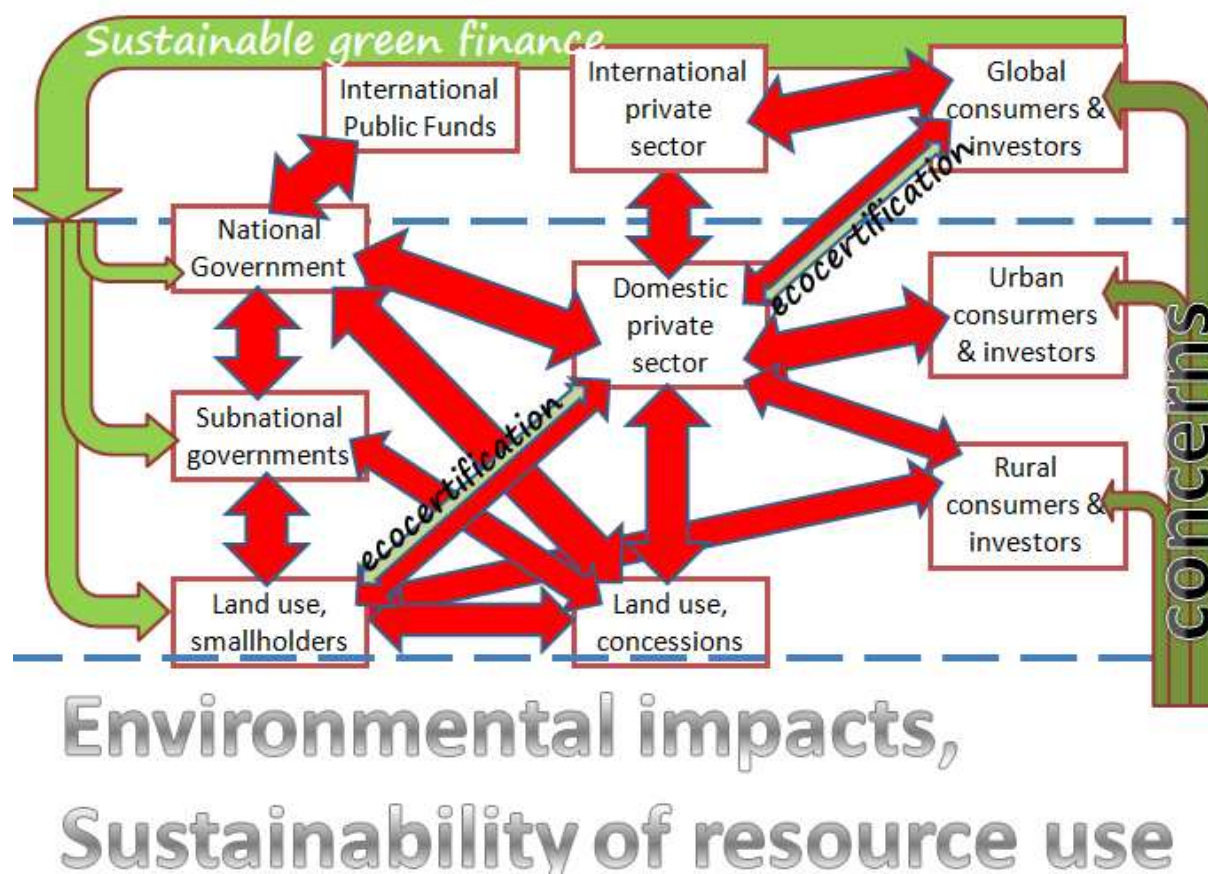 Sustainable green finance
International
Public Funds
International
private
sector
Global
consumers &
investors
ecocertification
National
Government
Domestic
private
sector
Urban
consurmers
& investors
concerns
Subnational
governments
ecocertification
Rural
consumers &
investors
Land use,
smallholders
Land use,
concessions
Environmental impacts,
Sustainability of resource use